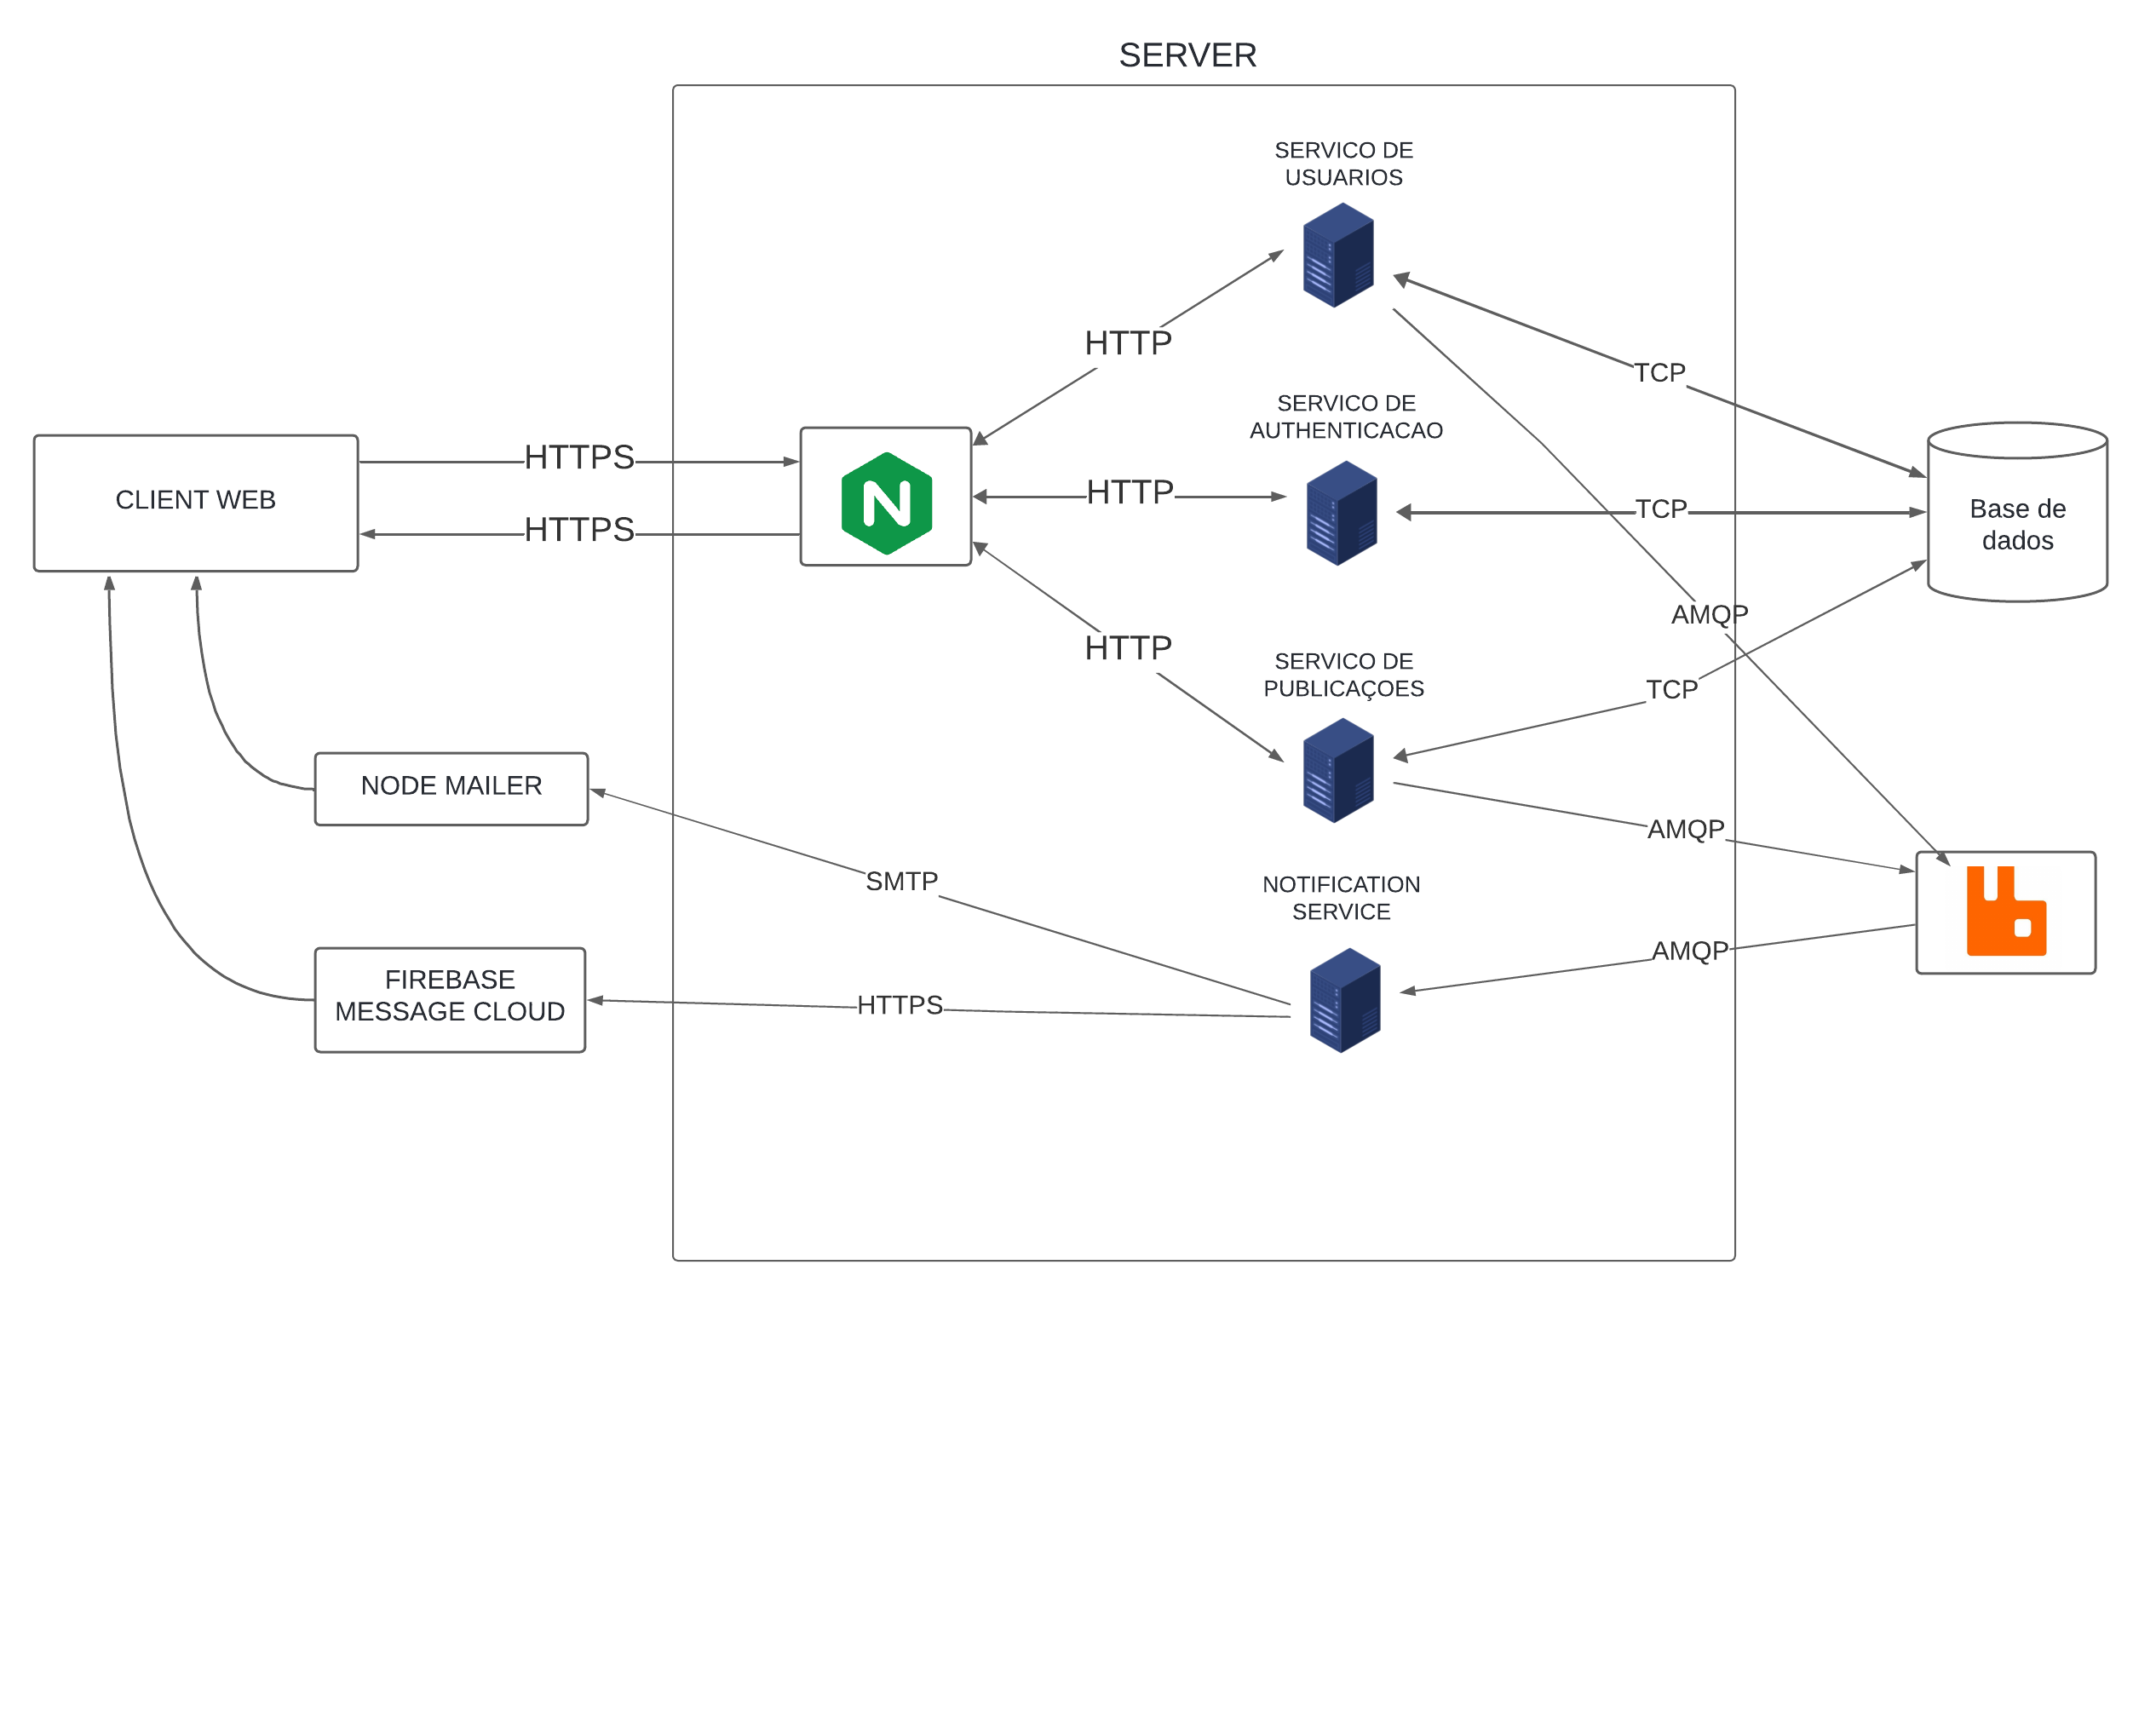 SERVER
SERVICO DE
USUARIOS
HTTP
TCP
SERVICO DE
AUTHENTICACAO
CLIENT WEB
HTTPS
HTTPS
N
HTTP
TCP
Base de
dados
AMQP
HTTP
SERVICO DE
PUBLICAÇOES
TCP
NODE MAILER
AMQP
SMTP
NOTIFICATION
SERVICE
AMQP
FIREBASE
MESSAGE CLOUD
HTTPS